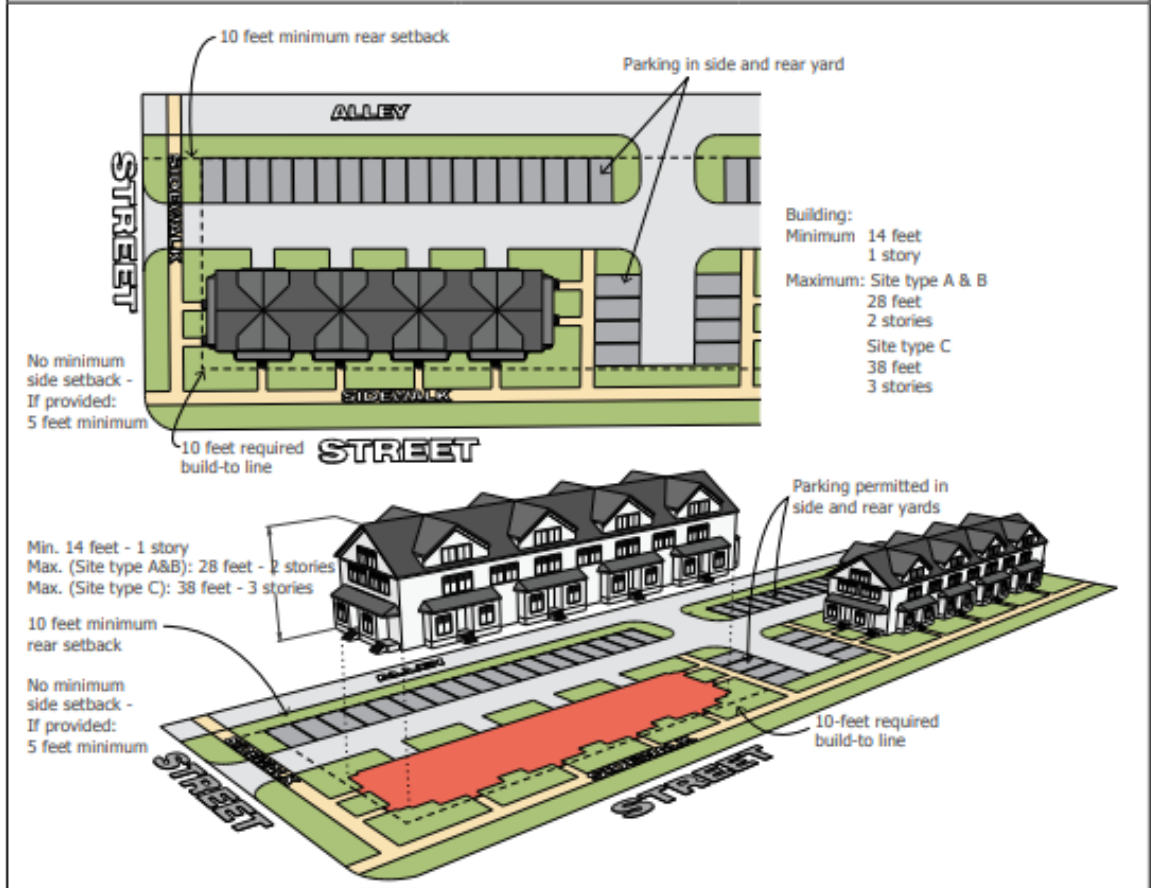 10 feet minimum rear setback
Parking in side and rear yard
ALLEY
STREET
SIDEWALK
Building:
Minimum 14 feet
1 story
Maximum: Site type A & B
28 feet
2 stories
Site type C
38 feet
3 stories
No minimum
side setback -
If provided:
5 feet minimum
SIDEWALK
10 feet required
build-to line
STREET
Parking permitted in
side and rear yards
Min. 14 feet - 1 story
Max. (Site type A&B): 28 feet - 2 stories
Max. (Site type C): 38 feet - 3 stories
10 feet minimum
rear setback
ALLEY
No minimum
side setback -
If provided:
5 feet minimum
10-feet required
build-to line
SIDEWALK
SIDEWALK
STREET
STREET